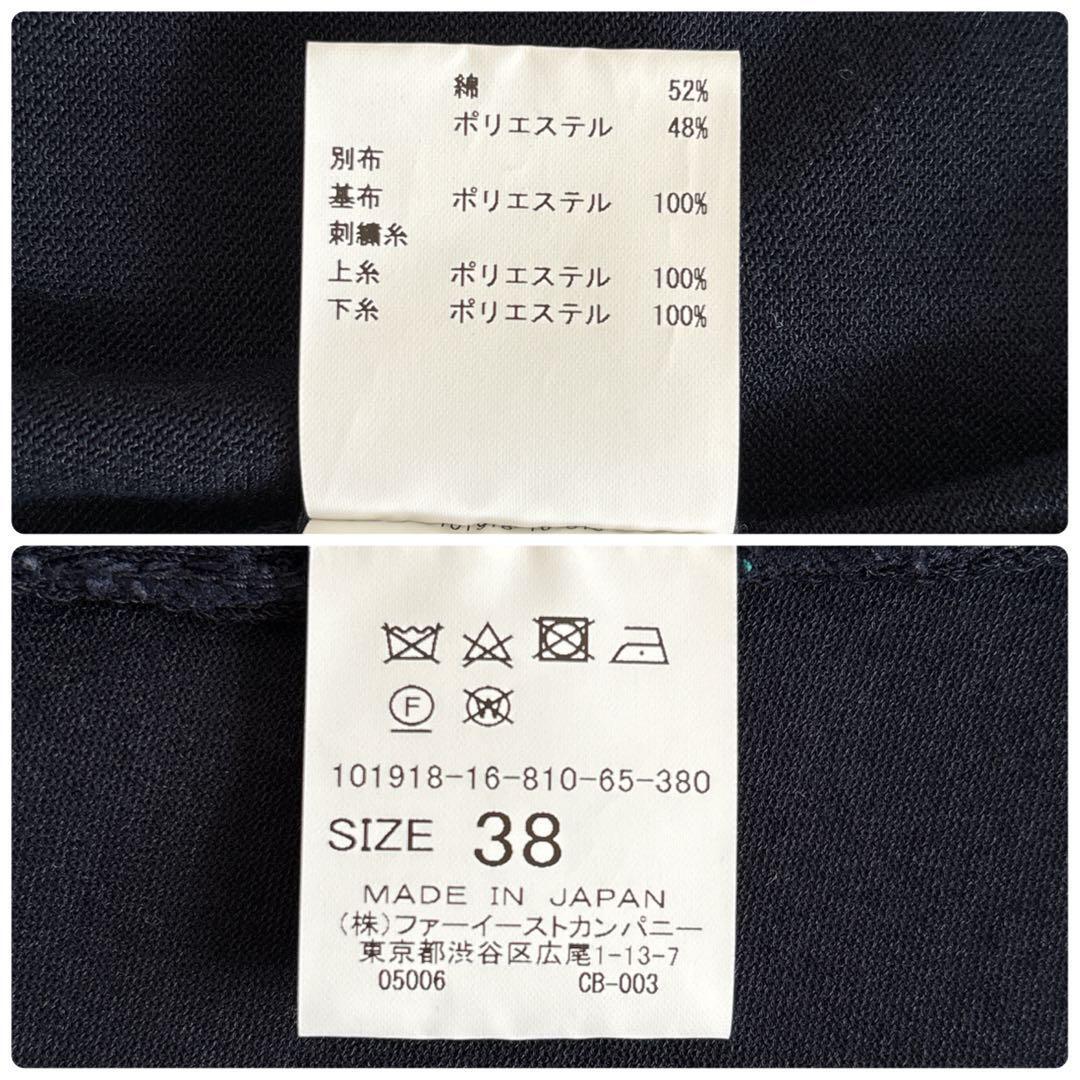 綿 52%
ポリエステル 48%
別布
基布 ポリエステル 100%
刺繍糸
上糸 ポリエステル 100%
下糸 ポリエステル 100%
F
W
101918-16-810-65-380
SIZE 38
MADE IN JAPAN
(株)ファーイーストカンパニー
東京都渋谷区広尾1-13-7
05006 CB-003